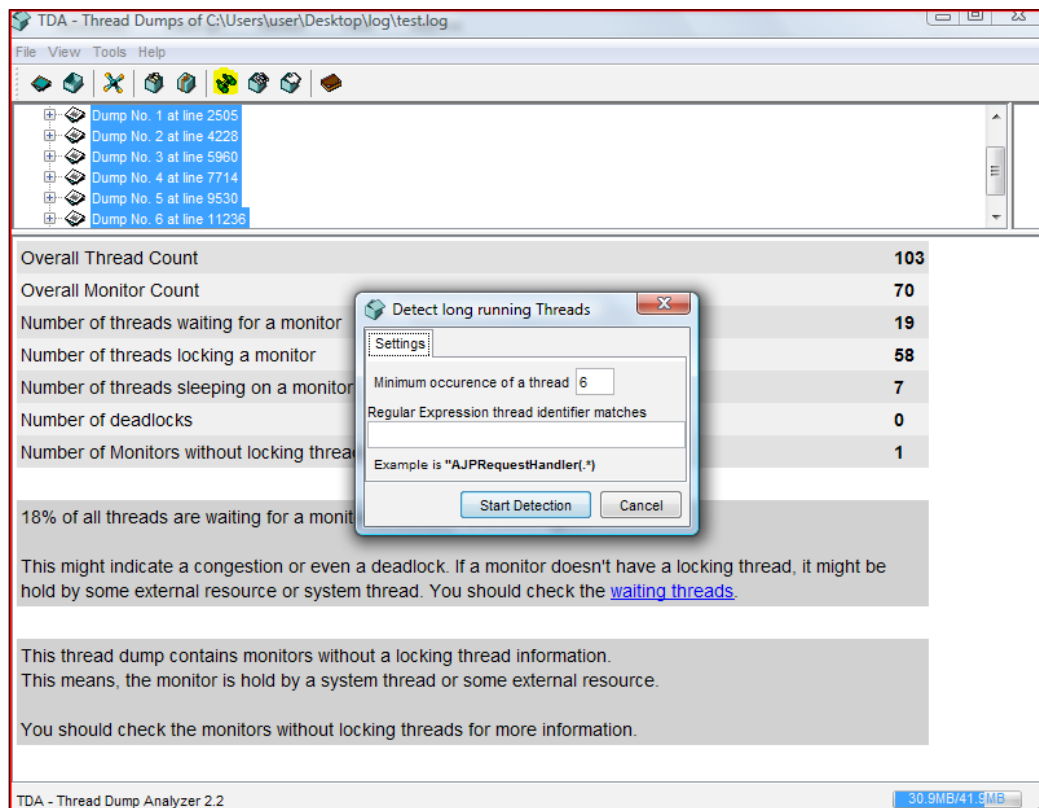 TDA - Thread Dumps of C:\Users\user\Desktop\log\test.log
File View Tools Help
Dump No. 1 at line 2505
Dump No. 2 at line 4228
Dump No. 3 at line 5960
Dump No. 4 at line 7714
Dump No. 5 at line 9530
Dump No. 6 at line 11236
Overall Thread Count 103
Overall Monitor Count 70
Number of threads waiting for a monitor 19
Number of threads locking a monitor 58
Number of threads sleeping on a monitor 7
Number of deadlocks 0
Number of Monitors without locking 1
Detect long running Threads
Settings
Minimum occurence of a thread 6
Regular Expression thread identifier matches
Example is "AJPRequestHandler(.*)
Start Detection Cancel
18% of all threads are waiting for a
This might indicate a congestion or even a deadlock. If a monitor doesn't have a locking thread, it might be
hold by some external resource or system thread. You should check the waiting threads.
This thread dump contains monitors without a locking thread information.
This means, the monitor is hold by a system thread or some external resource.
You should check the monitors without locking threads for more information.
TDA - Thread Dump Analyzer 2.2
30.9MB/41.9MB